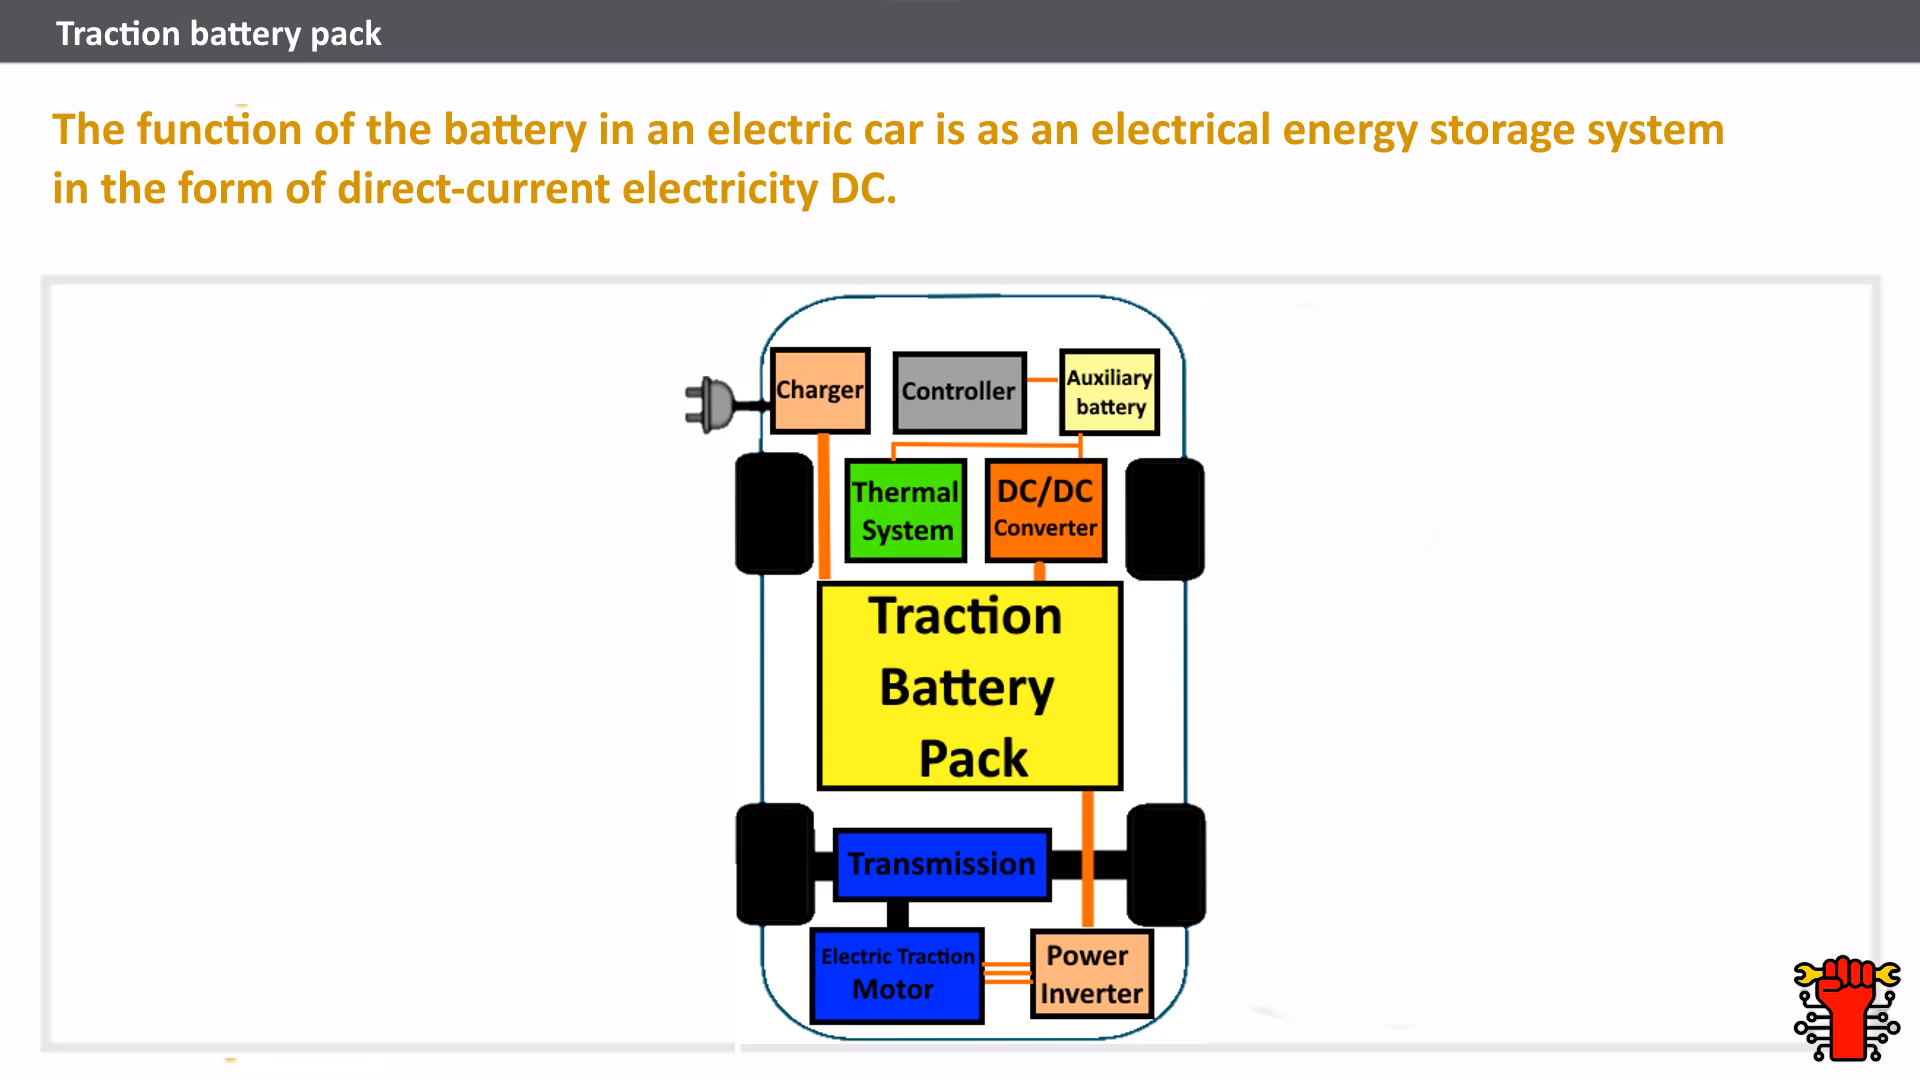 Traction battery pack
The function of the battery in an electric car is as an electrical energy storage system
in the form of direct-current electricity DC.
Charger
Controller
Auxiliary
battery
Thermal
System
DC/DC
Converter
Traction
Battery
Pack
Transmission
Electric Traction
Motor
Power
Inverter